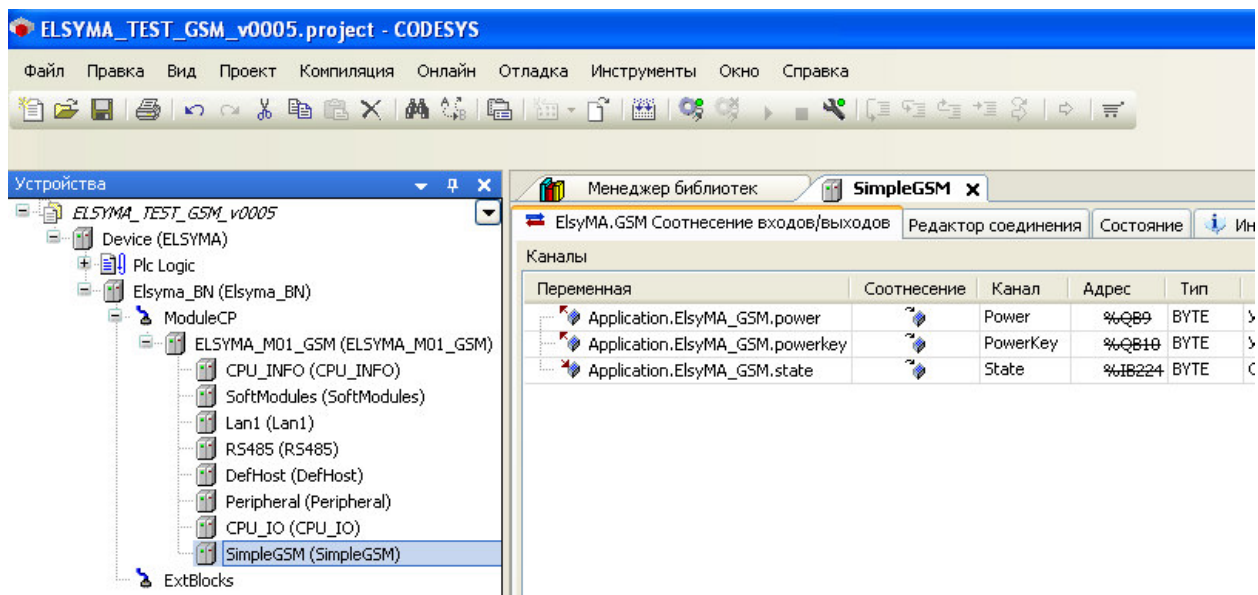 ELSYMA_TEST_GSM_v0005.project - CODESYS
Файл Правка Вид Проект Компиляция Онлайн Отладка Инструменты Окно Справка
Устройства
ELSYMA_TEST_GSM_v0005
Device (ELSYMA)
Plc Logic
Elsyma_BN (Elsyma_BN)
ModuleCP
ELSYMA_M01_GSM (ELSYMA_M01_GSM)
CPU_INFO (CPU_INFO)
SoftModules (SoftModules)
Lan1 (Lan1)
RS485 (RS485)
DefHost (DefHost)
Peripheral (Peripheral)
CPU_IO (CPU_IO)
SimpleGSM (SimpleGSM)
ExtBlocks
Менеджер библиотек SimpleGSM
ElsyMA.GSM Соотнесение входов/выходов Редактор соединения Состояние Ин
Каналы
Переменная Соотнесение Канал Адрес Тип
Application.ElsyMA_GSM.power Power %QB9 BYTE
Application.ElsyMA_GSM.powerkey PowerKey %QB10 BYTE
Application.ElsyMA_GSM.state State %IB224 BYTE